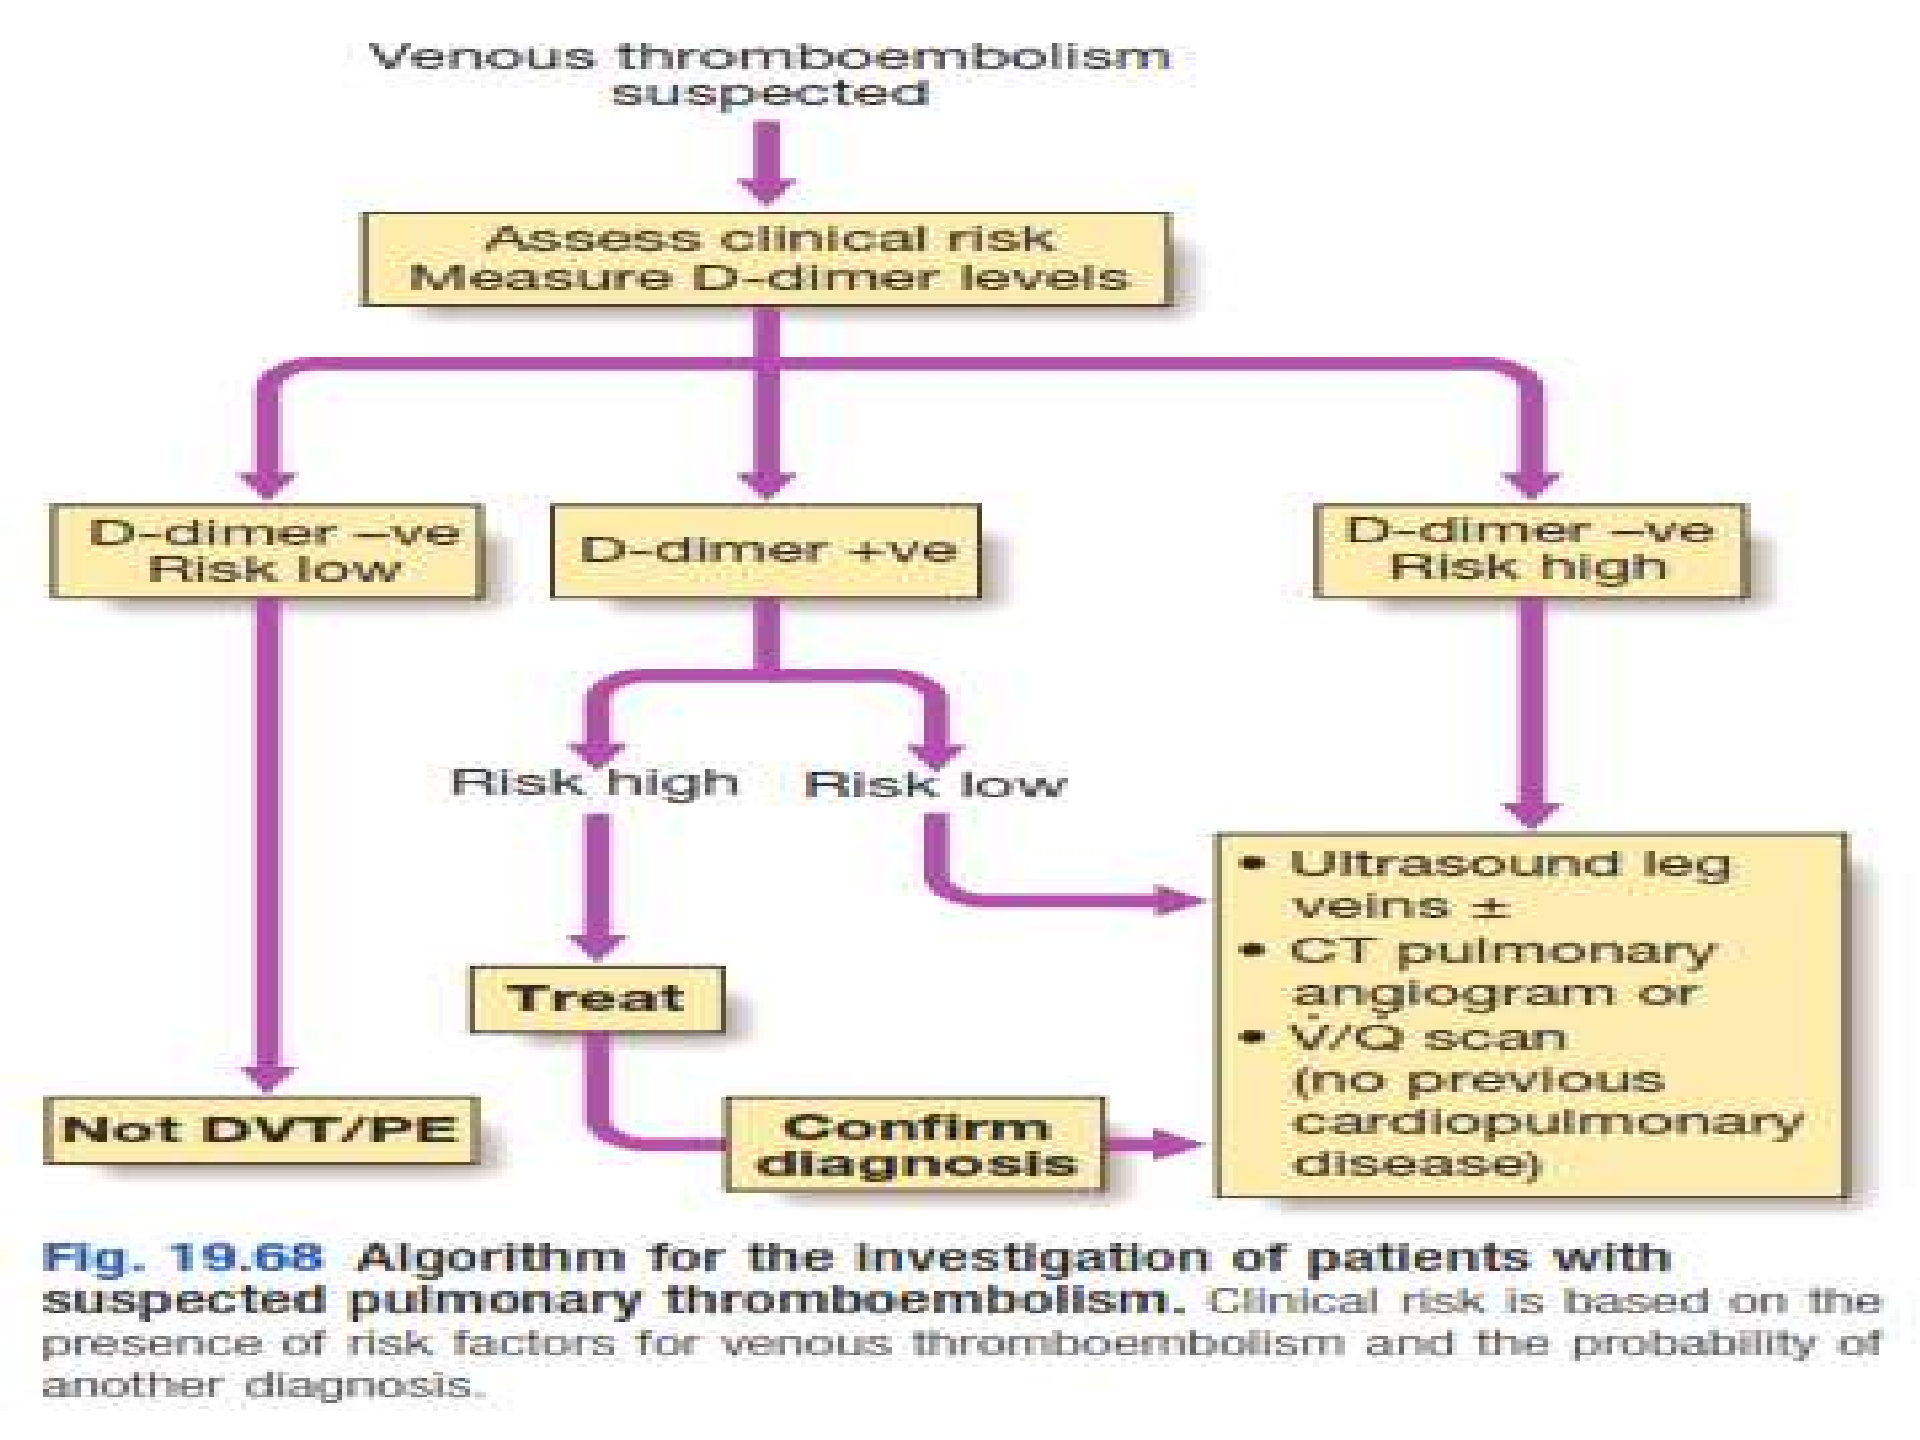 Venous thromboembolism
suspected
Assess clinical risk
Measure D-dimer levels
D-dimer –ve
Risk low
D-dimer +ve
D-dimer –ve
Risk high
Risk high
Risk low
Treat
Not DVT/PE
Confirm
diagnosis
• Ultrasound leg
veins ±
• CT pulmonary
angiogram or
• V̇/Q̇ scan
(no previous
cardiopulmonary
disease)
Fig. 19.68 Algorithm for the investigation of patients with
suspected pulmonary thromboembolism. Clinical risk is based on the
presence of risk factors for venous thromboembolism and the probability of
another diagnosis.